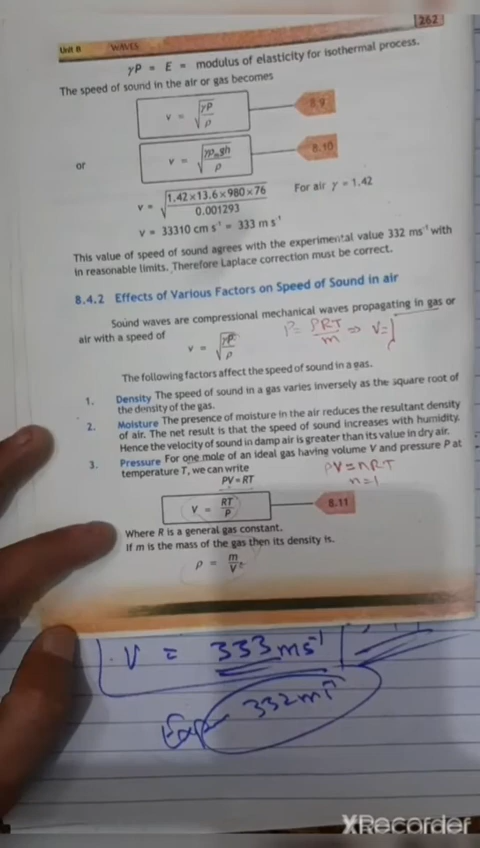 262
Unit 8 WAVES
γP = E = modulus of elasticity for isothermal process.
The speed of sound in the air or gas becomes
v = √(γP/ρ) 8.9
or v = √(γρₘgh/ρ) 8.10
v = √(1.42×13.6×980×76/0.001293) For air γ = 1.42
v = 33310 cm s⁻¹ = 333 m s⁻¹
This value of speed of sound agrees with the experimental value 332 ms⁻¹ with
in reasonable limits. Therefore Laplace correction must be correct.
8.4.2 Effects of Various Factors on Speed of Sound in air
Sound waves are compressional mechanical waves propagating in gas or
air with a speed of
v = √(γP/ρ) P = ρRT/m ⇒ v = √
The following factors affect the speed of sound in a gas.
1. Density The speed of sound in a gas varies inversely as the square root of
the density of the gas.
2. Moisture The presence of moisture in the air reduces the resultant density
of air. The net result is that the speed of sound increases with humidity.
Hence the velocity of sound in damp air is greater than its value in dry air.
3. Pressure For one mole of an ideal gas having volume V and pressure P at
temperature T, we can write PV=nRT
PV=RT n=1
V = RT/P 8.11
Where R is a general gas constant.
If m is the mass of the gas then its density is.
ρ = m/V
V = 333 ms⁻¹
Exp 332 ms⁻¹
XRecorder